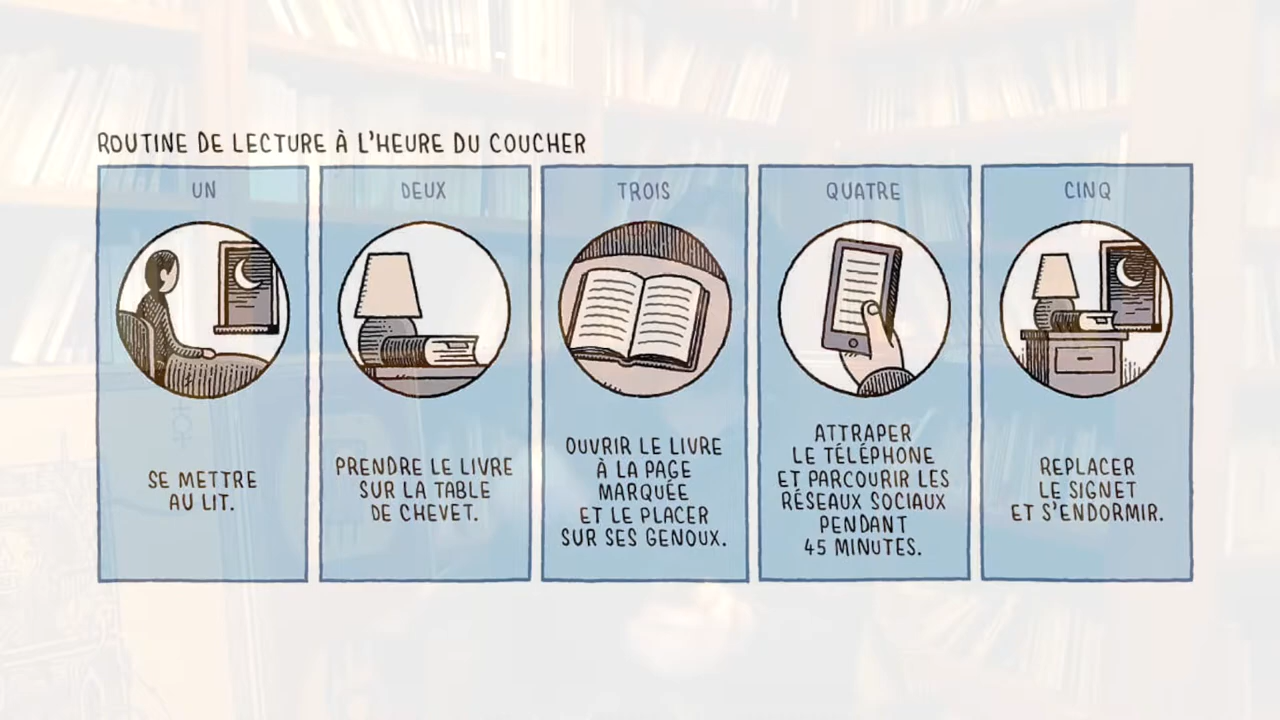 ROUTINE DE LECTURE À L'HEURE DU COUCHER
UN
SE METTRE
AU LIT.
DEUX
PRENDRE LE LIVRE
SUR LA TABLE
DE CHEVET.
TROIS
OUVRIR LE LIVRE
À LA PAGE
MARQUÉE
ET LE PLACER
SUR SES GENOUX.
QUATRE
ATTRAPER
LE TÉLÉPHONE
ET PARCOURIR LES
RÉSEAUX SOCIAUX
PENDANT
45 MINUTES.
CINQ
REPLACER
LE SIGNET
ET S'ENDORMIR.